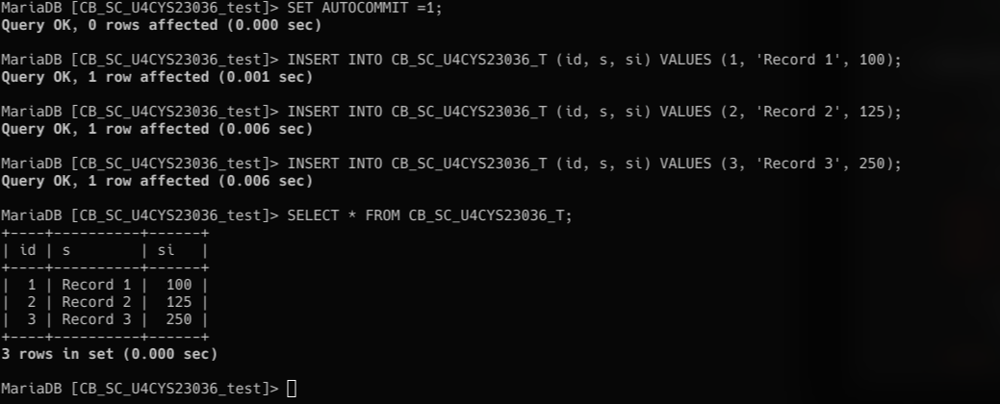 MariaDB [CB_SC_U4CYS23036_test]> SET AUTOCOMMIT =1;
Query OK, 0 rows affected (0.000 sec)
MariaDB [CB_SC_U4CYS23036_test]> INSERT INTO CB_SC_U4CYS23036_T (id, s, si) VALUES (1, 'Record 1', 100);
Query OK, 1 row affected (0.001 sec)
MariaDB [CB_SC_U4CYS23036_test]> INSERT INTO CB_SC_U4CYS23036_T (id, s, si) VALUES (2, 'Record 2', 125);
Query OK, 1 row affected (0.006 sec)
MariaDB [CB_SC_U4CYS23036_test]> INSERT INTO CB_SC_U4CYS23036_T (id, s, si) VALUES (3, 'Record 3', 250);
Query OK, 1 row affected (0.006 sec)
MariaDB [CB_SC_U4CYS23036_test]> SELECT * FROM CB_SC_U4CYS23036_T;
+----+----------+------+
| id | s        | si   |
+----+----------+------+
|  1 | Record 1 |  100 |
|  2 | Record 2 |  125 |
|  3 | Record 3 |  250 |
+----+----------+------+
3 rows in set (0.000 sec)
MariaDB [CB_SC_U4CYS23036_test]>